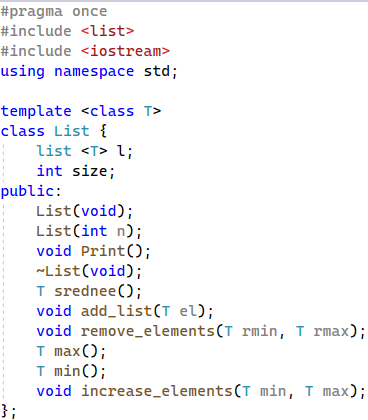 #pragma once
#include <list>
#include <iostream>
using namespace std;
template <class T>
class List {
list <T> l;
int size;
public:
List(void);
List(int n);
void Print();
~List(void);
T srednee();
void add_list(T el);
void remove_elements(T rmin, T rmax);
T max();
T min();
void increase_elements(T min, T max);
};